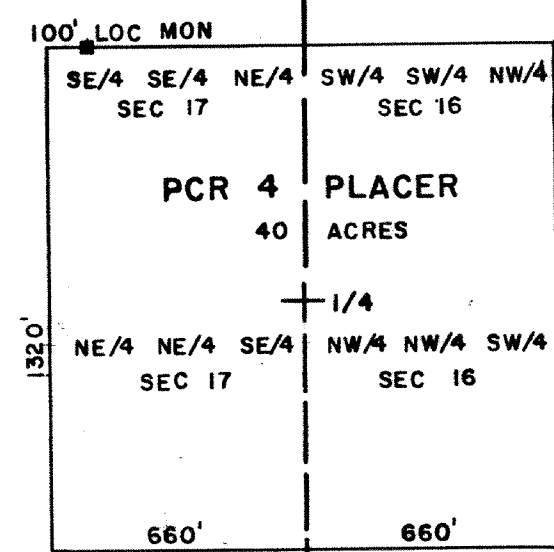 100' LOC MON
SE/4 SE/4 NE/4 SW/4 SW/4 NW/4
SEC 17 SEC 16
PCR 4 PLACER
40 ACRES
1/4
1320'
NE/4 NE/4 SE/4 NW/4 NW/4 SW/4
SEC 17 SEC 16
660' 660'